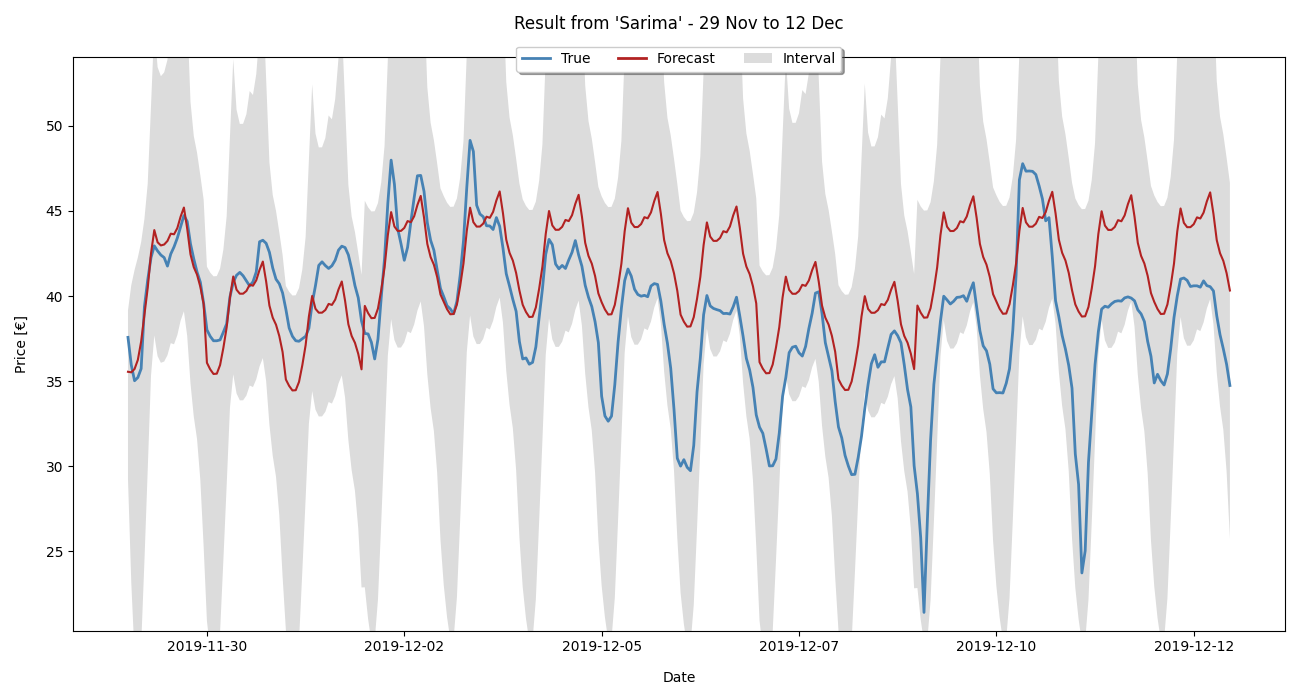 Result from 'Sarima' - 29 Nov to 12 Dec
True Forecast Interval
50
45
40
35
30
25
Price [€]
2019-11-30 2019-12-02 2019-12-05 2019-12-07 2019-12-10 2019-12-12
Date